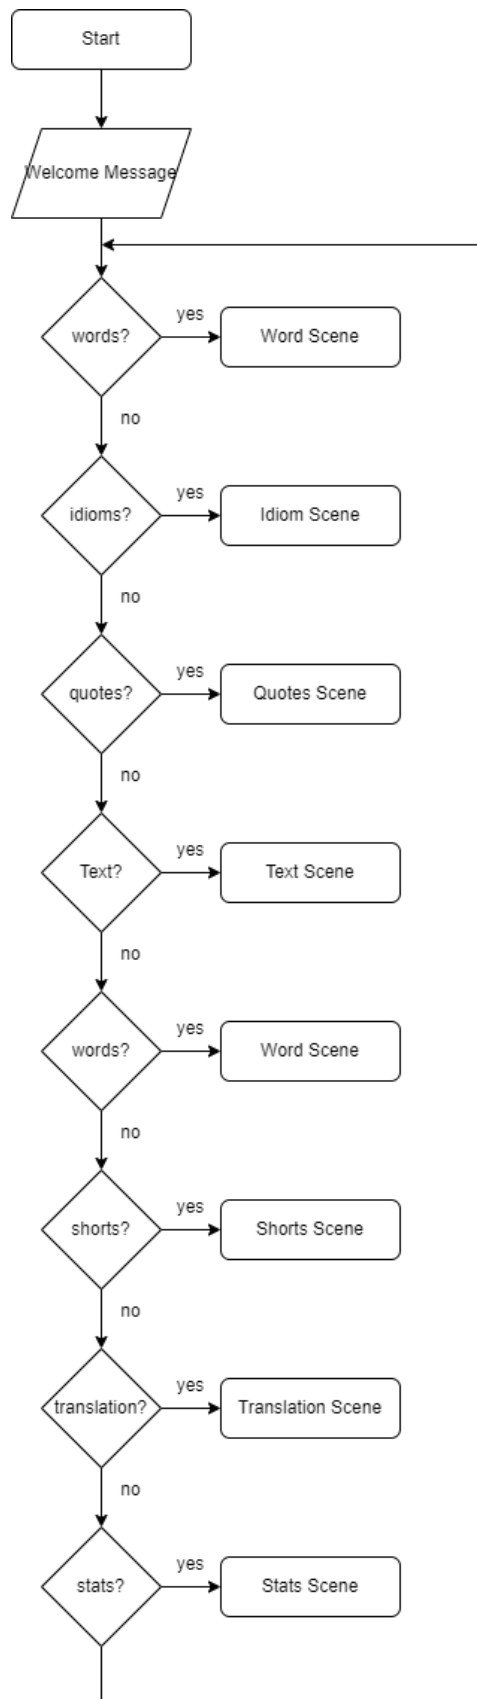 Start
Welcome Message
words?
yes
Word Scene
no
idioms?
yes
Idiom Scene
no
quotes?
yes
Quotes Scene
no
Text?
yes
Text Scene
no
words?
yes
Word Scene
no
shorts?
yes
Shorts Scene
no
translation?
yes
Translation Scene
no
stats?
yes
Stats Scene